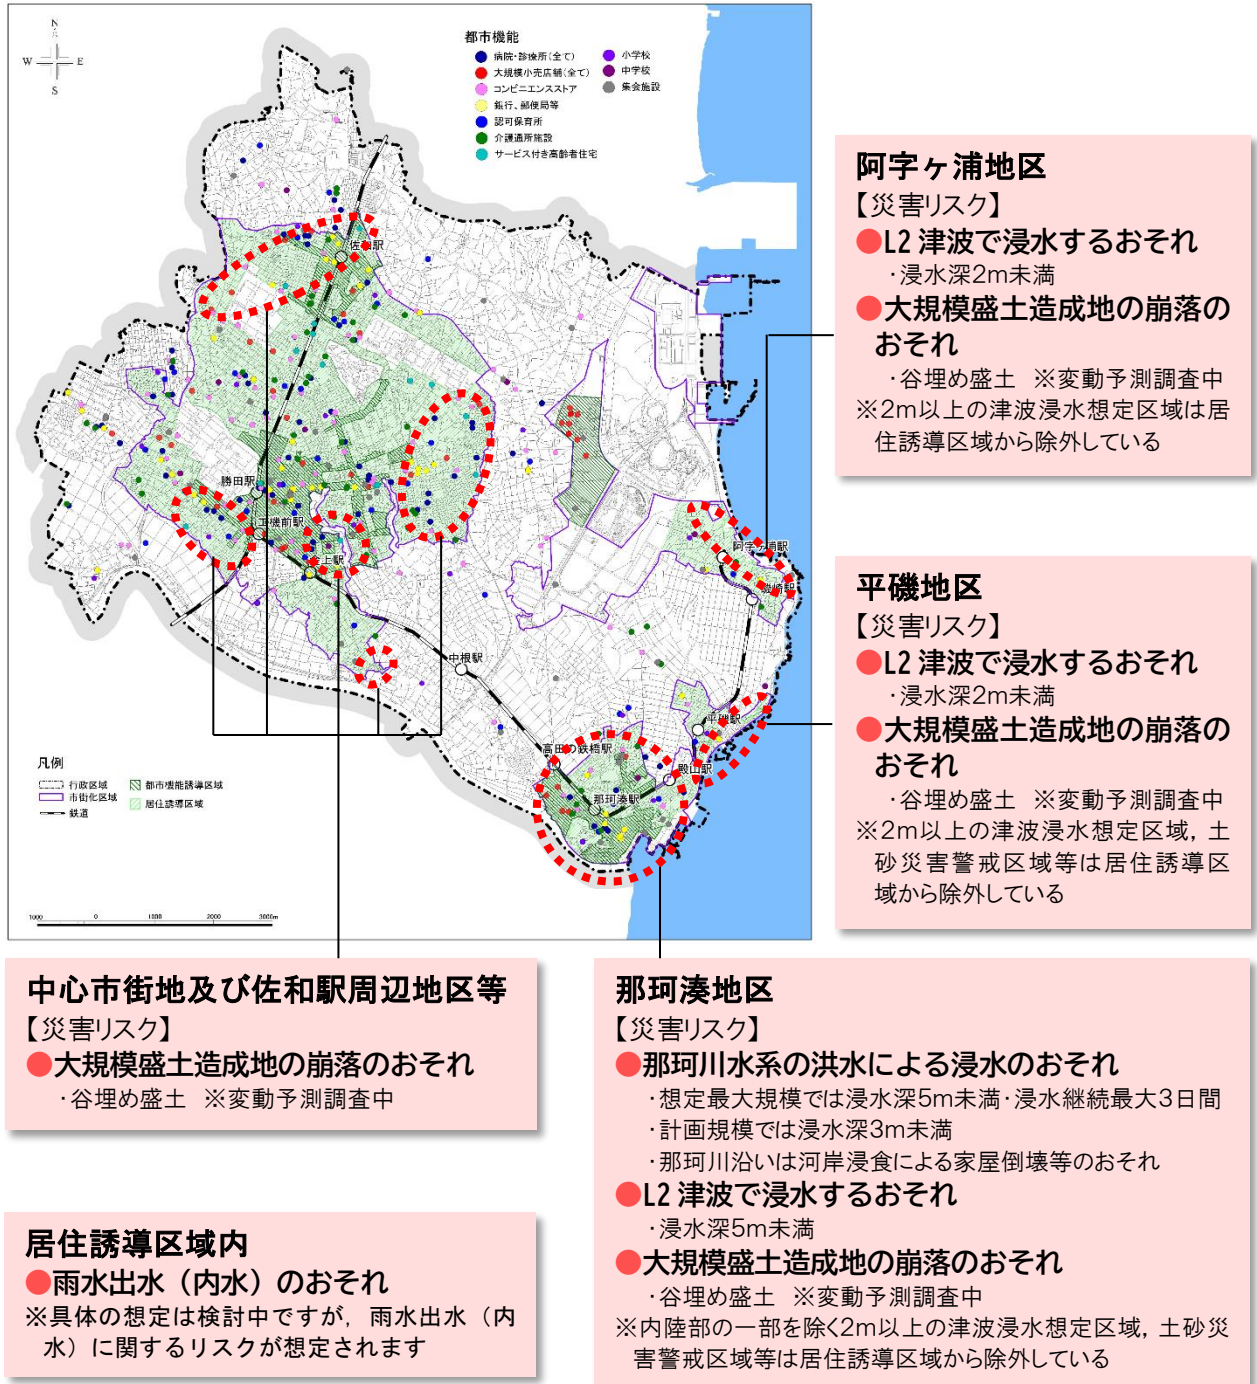 N
W E
S
都市機能
病院・診療所(全て)
大規模小売店舗(全て)
コンビニエンスストア
銀行、郵便局等
認可保育所
介護通所施設
サービス付き高齢者住宅
小学校
中学校
集会施設
佐和駅
勝田駅
工機前駅
金上駅
中根駅
高田の鉄橋駅
那珂湊駅
殿山駅
平磯駅
磯崎駅
阿字ヶ浦駅
凡例
行政区域
市街化区域
鉄道
都市機能誘導区域
居住誘導区域
1000 0 1000 2000 3000m
阿字ヶ浦地区
【災害リスク】
●L2 津波で浸水するおそれ
・浸水深2m未満
●大規模盛土造成地の崩落の
おそれ
・谷埋め盛土 ※変動予測調査中
※2m以上の津波浸水想定区域は居
住誘導区域から除外している
平磯地区
【災害リスク】
●L2 津波で浸水するおそれ
・浸水深2m未満
●大規模盛土造成地の崩落の
おそれ
・谷埋め盛土 ※変動予測調査中
※2m以上の津波浸水想定区域，土
砂災害警戒区域等は居住誘導区
域から除外している
中心市街地及び佐和駅周辺地区等
【災害リスク】
●大規模盛土造成地の崩落のおそれ
・谷埋め盛土 ※変動予測調査中
居住誘導区域内
●雨水出水（内水）のおそれ
※具体の想定は検討中ですが，雨水出水（内
水）に関するリスクが想定されます
那珂湊地区
【災害リスク】
●那珂川水系の洪水による浸水のおそれ
・想定最大規模では浸水深5m未満・浸水継続最大3日間
・計画規模では浸水深3m未満
・那珂川沿いは河岸浸食による家屋倒壊等のおそれ
●L2 津波で浸水するおそれ
・浸水深5m未満
●大規模盛土造成地の崩落のおそれ
・谷埋め盛土 ※変動予測調査中
※内陸部の一部を除く2m以上の津波浸水想定区域，土砂災
害警戒区域等は居住誘導区域から除外している